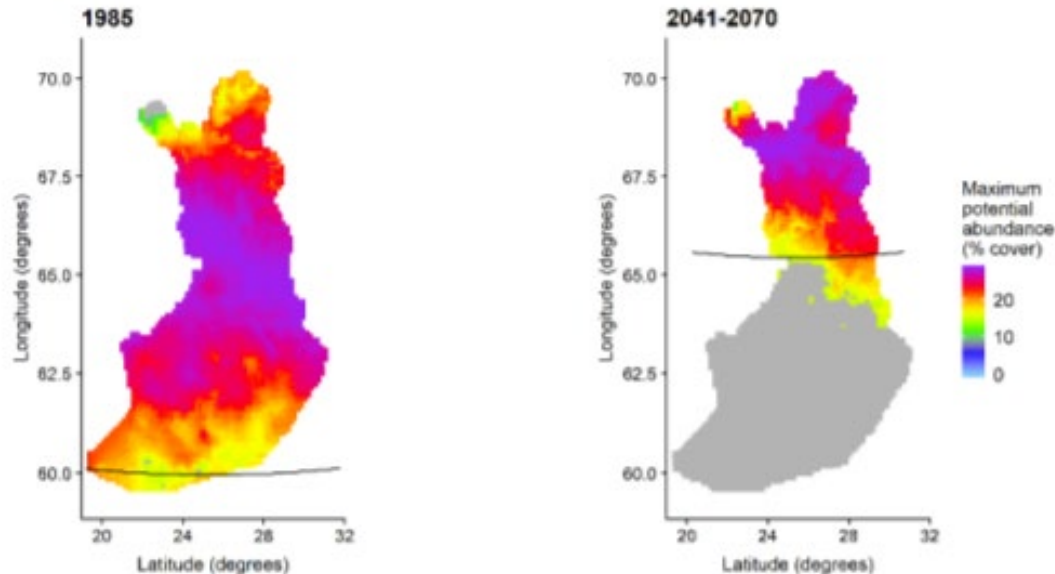 1985
70.0
67.5
65.0
62.5
60.0
Longitude (degrees)
20 24 28 32
Latitude (degrees)
2041-2070
70.0
67.5
65.0
62.5
60.0
Longitude (degrees)
20 24 28 32
Latitude (degrees)
Maximum
potential
abundance
(% cover)
20
10
0